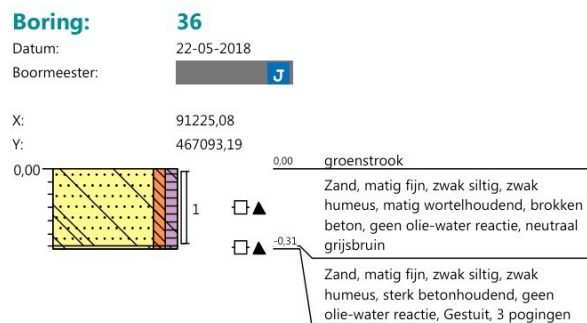 Boring: 36
Datum: 22-05-2018
Boormeester: J
X: 91225,08
Y: 467093,19
0,00
0,00 groenstrook
Zand, matig fijn, zwak siltig, zwak
humeus, matig wortelhoudend, brokken
beton, geen olie-water reactie, neutraal
grijsbruin
1
-0,31
Zand, matig fijn, zwak siltig, zwak
humeus, sterk betonhoudend, geen
olie-water reactie, Gestuit, 3 pogingen